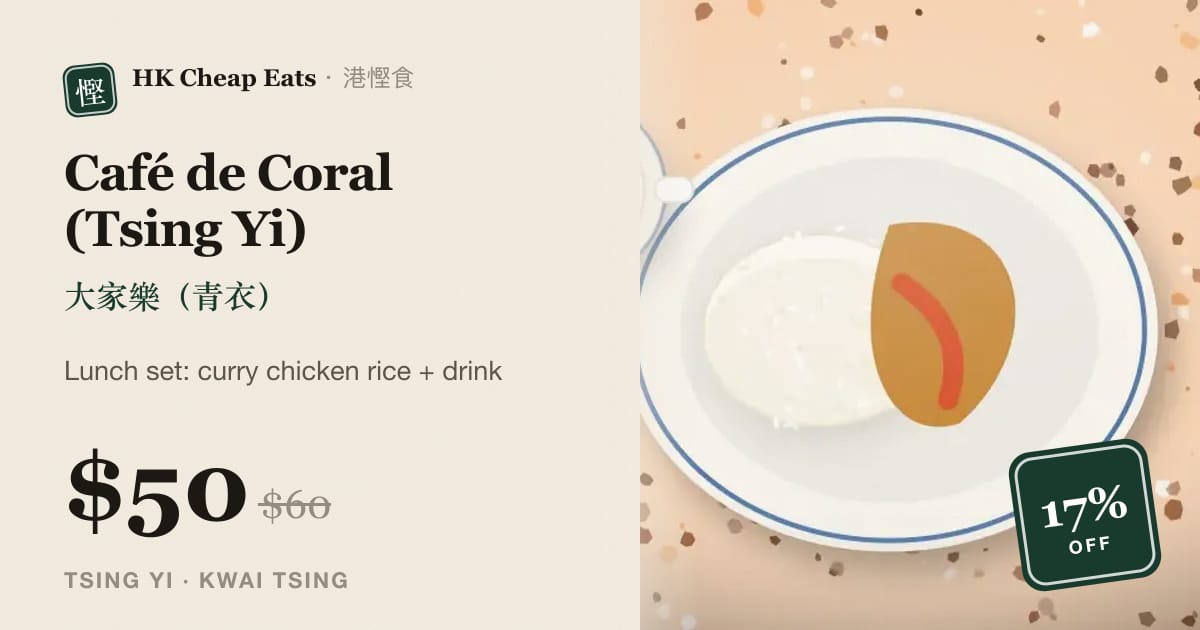 慳
HK Cheap Eats · 港慳食
Café de Coral
(Tsing Yi)
大家樂（青衣）
Lunch set: curry chicken rice + drink
$50 $60
TSING YI · KWAI TSING
17%
OFF